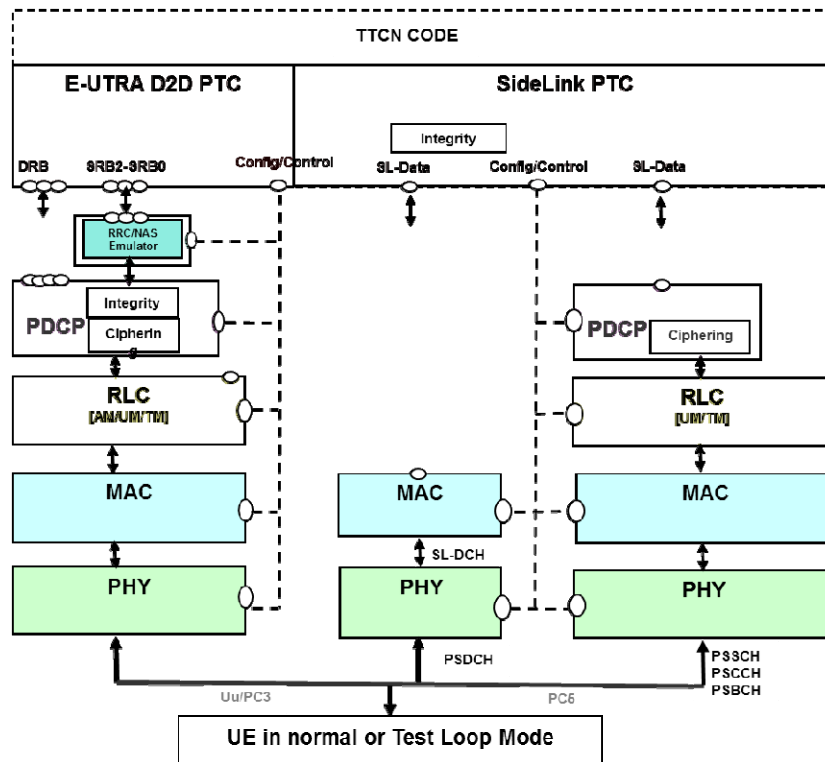 TTCN CODE
E-UTRA D2D PTC
SideLink PTC
Integrity
DRB
SRB2-SRB0
Config/Control
SL-Data
Config/Control
SL-Data
RRC/NAS
Emulator
Integrity
PDCP
Cipherin
g
PDCP
Ciphering
RLC
[AM/UM/TM]
RLC
[UM/TM]
MAC
MAC
MAC
SL-DCH
PHY
PHY
PHY
PSDCH
PSSCH
PSCCH
PSBCH
Uu/PC3
PC5
UE in normal or Test Loop Mode